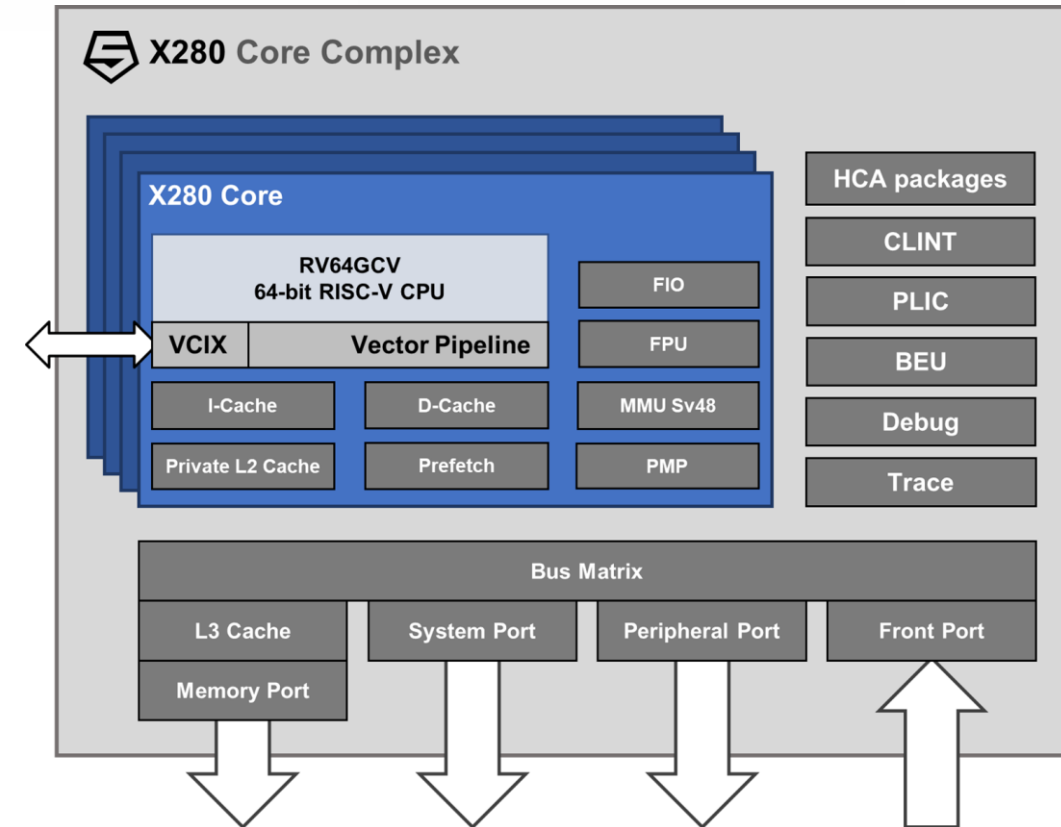 X280 Core Complex
X280 Core
RV64GCV
64-bit RISC-V CPU
VCIX
Vector Pipeline
I-Cache
D-Cache
Private L2 Cache
Prefetch
FIO
FPU
MMU Sv48
PMP
HCA packages
CLINT
PLIC
BEU
Debug
Trace
Bus Matrix
L3 Cache
System Port
Peripheral Port
Front Port
Memory Port